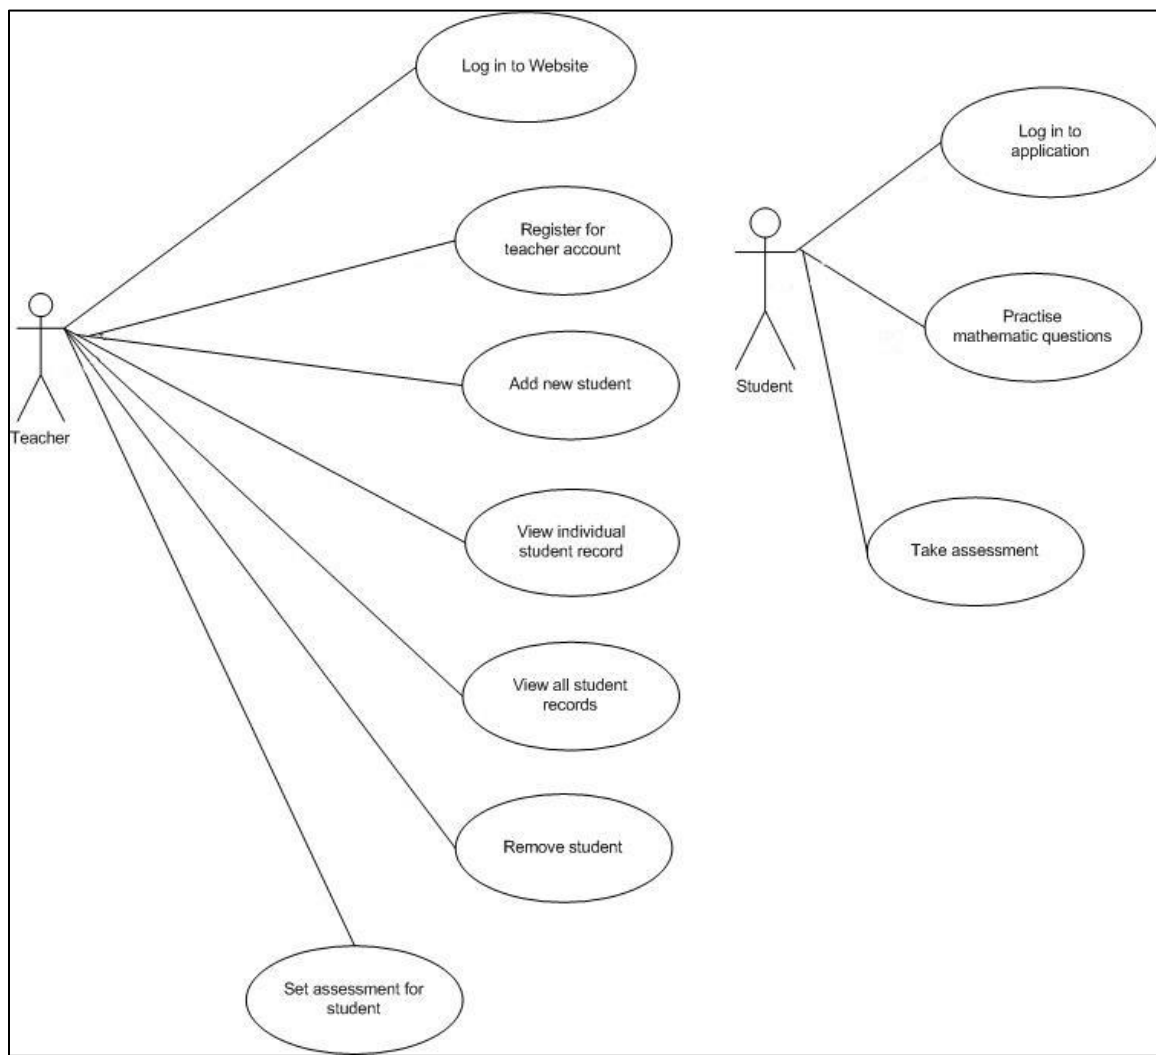 Log in to Website
Register for
teacher account
Add new student
Teacher
View individual
student record
View all student
records
Remove student
Set assessment for
student
Log in to
application
Practise
mathematic questions
Student
Take assessment